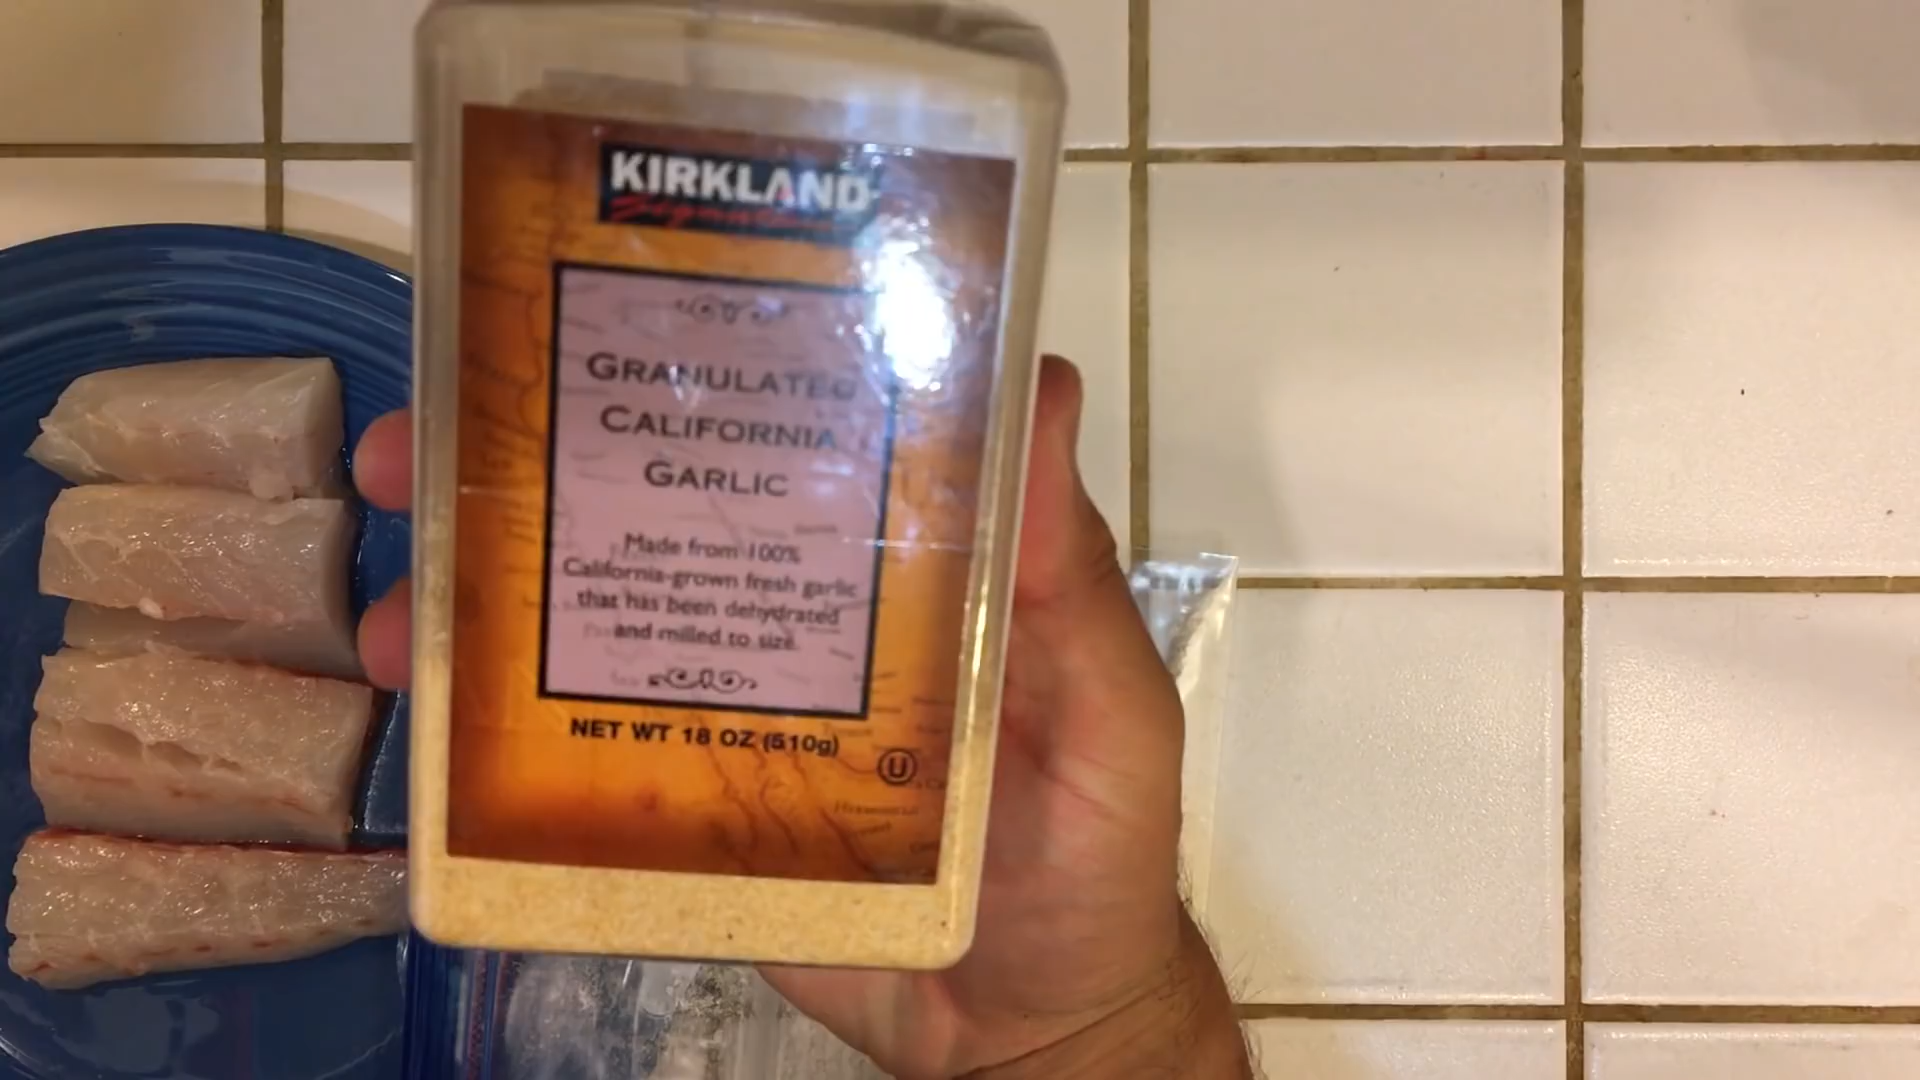 KIRKLAND
Signature
GRANULATED
CALIFORNIA
GARLIC
Made from 100%
California-grown fresh garlic
that has been dehydrated
and milled to size.
NET WT 18 OZ (510g)
U